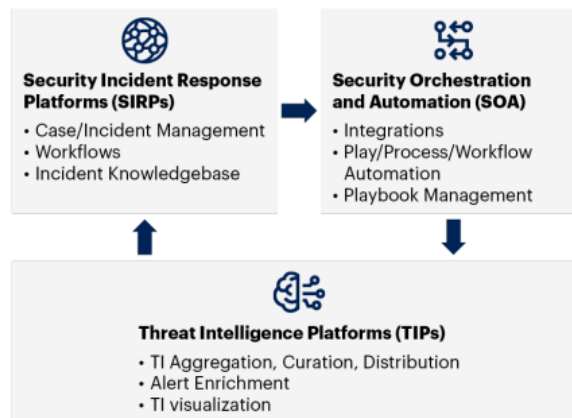 Security Incident Response
Platforms (SIRPs)
• Case/Incident Management
• Workflows
• Incident Knowledgebase
Security Orchestration
and Automation (SOA)
• Integrations
• Play/Process/Workflow
Automation
• Playbook Management
Threat Intelligence Platforms (TIPs)
• TI Aggregation, Curation, Distribution
• Alert Enrichment
• TI visualization